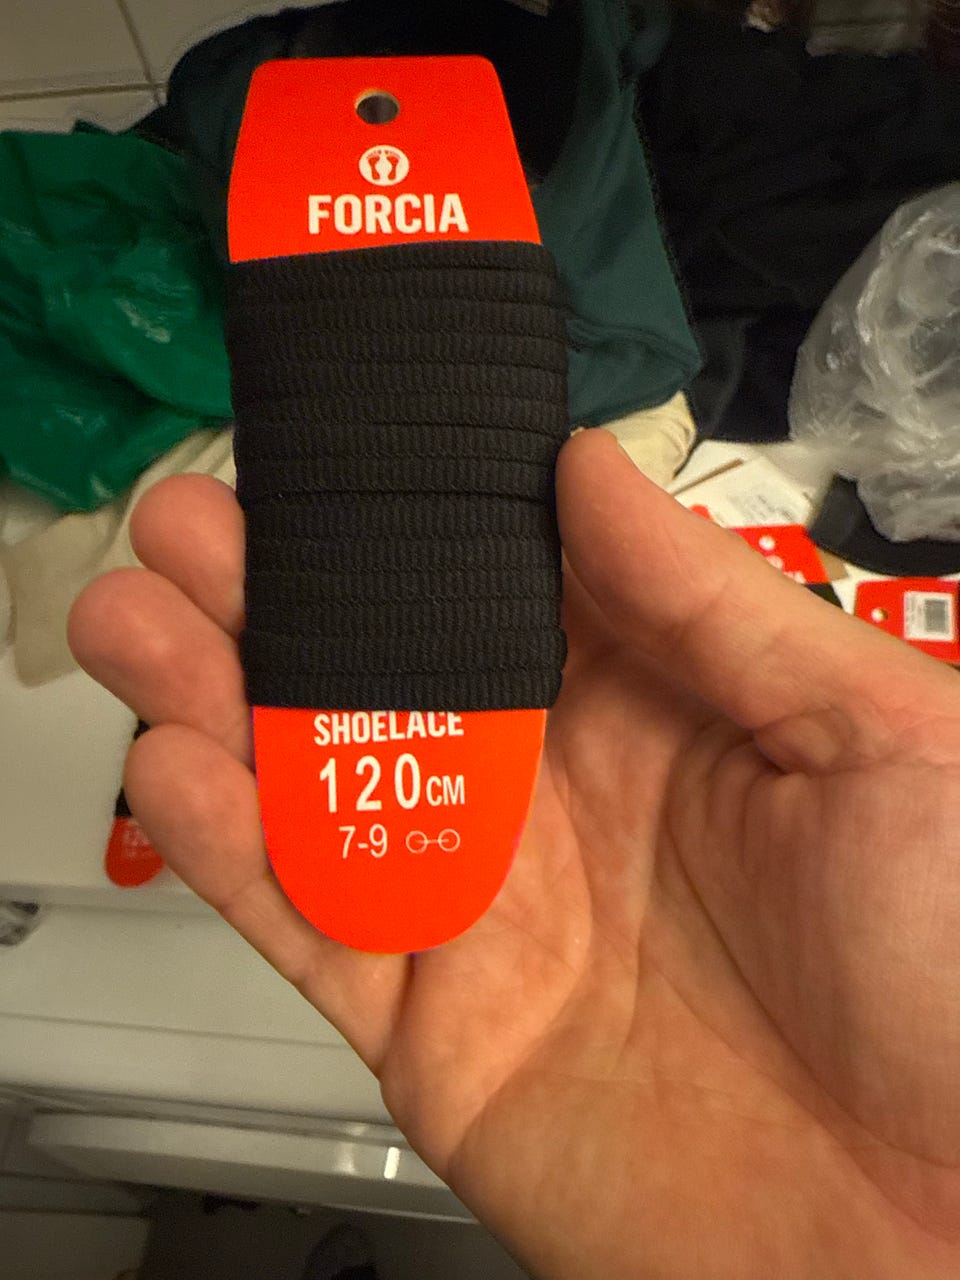 FORCIA
SHOELACE
120CM
7-9